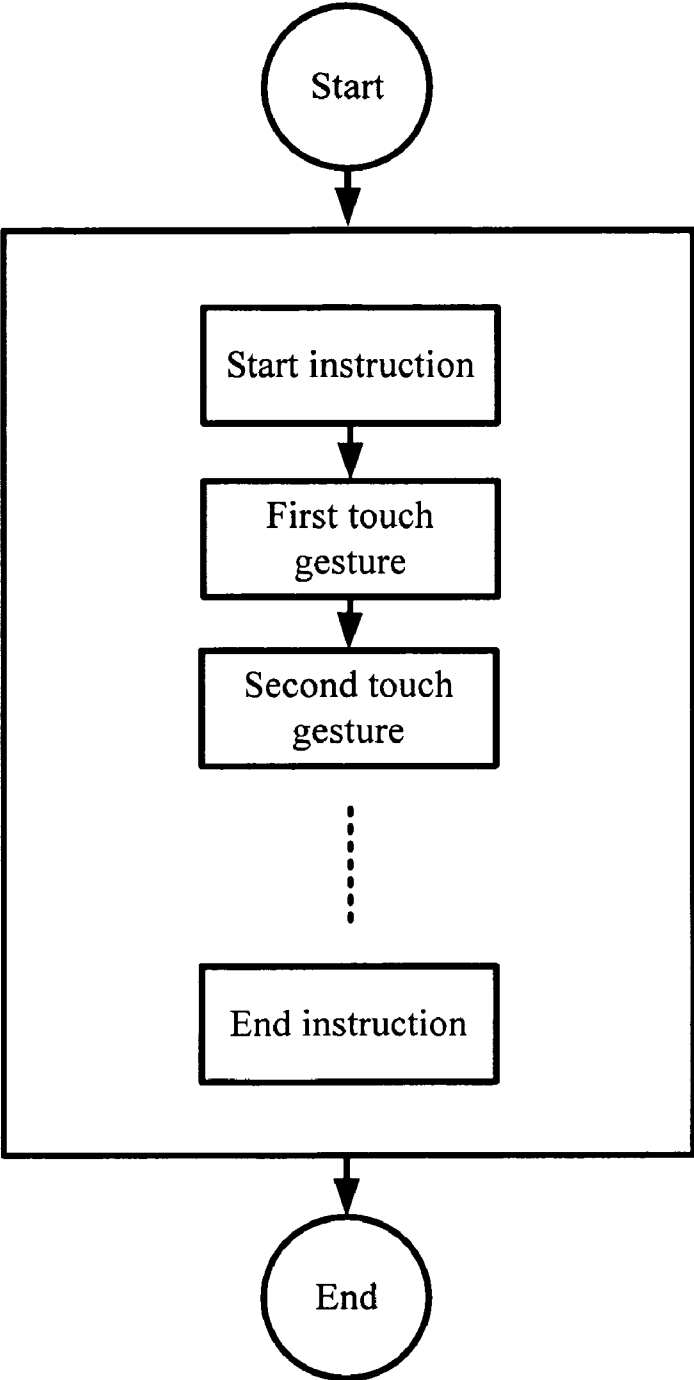 Start
Start instruction
First touch
gesture
Second touch
gesture
End instruction
End